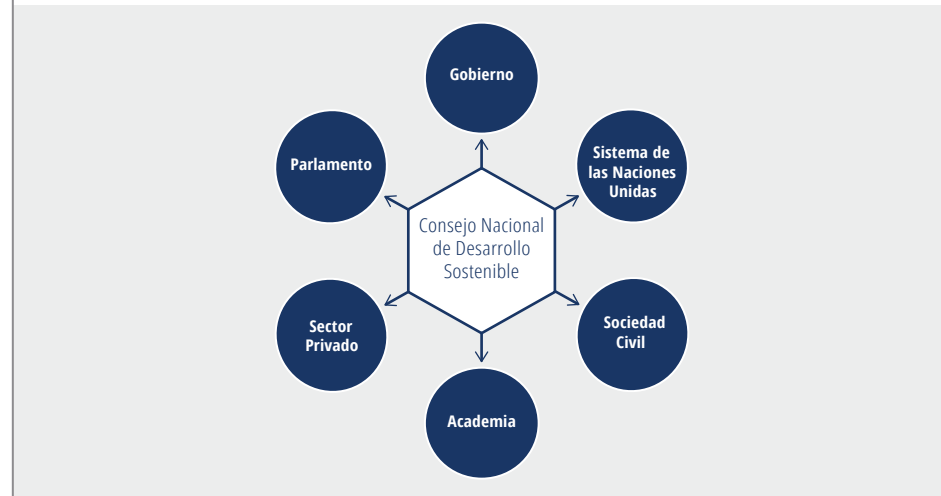 Gobierno
Parlamento
Sistema de
las Naciones
Unidas
Consejo Nacional
de Desarrollo
Sostenible
Sector
Privado
Sociedad
Civil
Academia